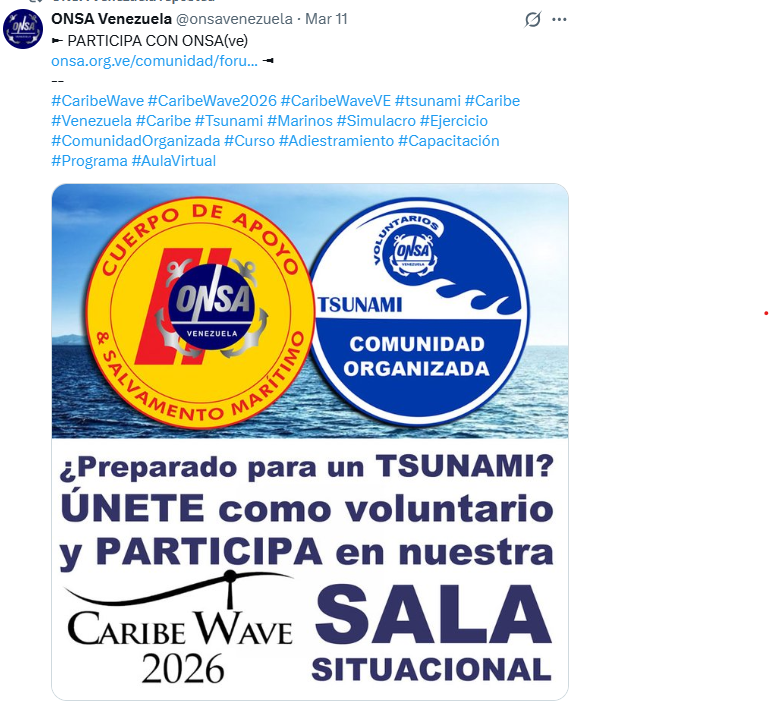 ONSA Venezuela @onsavenezuela · Mar 11
► PARTICIPA CON ONSA(ve)
onsa.org.ve/comunidad/foru... ◄
--
#CaribeWave #CaribeWave2026 #CaribeWaveVE #tsunami #Caribe
#Venezuela #Caribe #Tsunami #Marinos #Simulacro #Ejercicio
#ComunidadOrganizada #Curso #Adiestramiento #Capacitación
#Programa #AulaVirtual
CUERPO DE APOYO
& SALVAMENTO MARÍTIMO
ONSA
VENEZUELA
VOLUNTARIOS
ONSA
VENEZUELA
TSUNAMI
COMUNIDAD
ORGANIZADA
¿Preparado para un TSUNAMI?
ÚNETE como voluntario
y PARTICIPA en nuestra
CARIBE WAVE
2026
SALA
SITUACIONAL